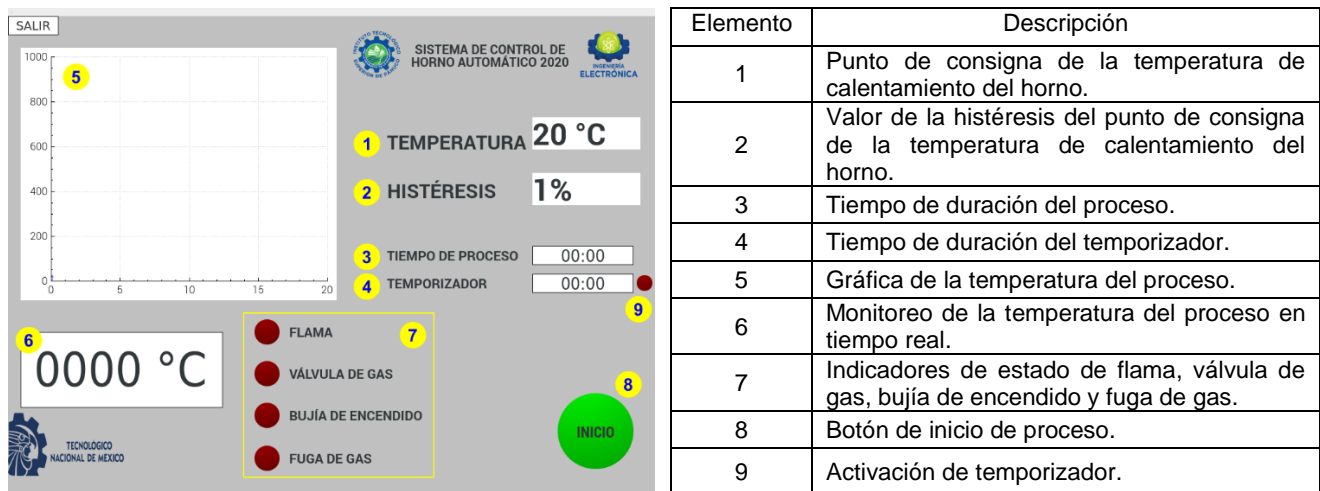 SALIR
1000
800
600
400
200
0
0
5
10
15
20
5
SISTEMA DE CONTROL DE
HORNO AUTOMÁTICO 2020
INGENIERÍA
ELECTRÓNICA
1 TEMPERATURA 20 °C
2 HISTÉRESIS 1%
3 TIEMPO DE PROCESO 00:00
4 TEMPORIZADOR 00:00
9
6
0000 °C
7
FLAMA
VÁLVULA DE GAS
BUJÍA DE ENCENDIDO
FUGA DE GAS
8
INICIO
TECNOLÓGICO
NACIONAL DE MÉXICO
Elemento Descripción
1 Punto de consigna de la temperatura de
calentamiento del horno.
2 Valor de la histéresis del punto de consigna
de la temperatura de calentamiento del
horno.
3 Tiempo de duración del proceso.
4 Tiempo de duración del temporizador.
5 Gráfica de la temperatura del proceso.
6 Monitoreo de la temperatura del proceso en
tiempo real.
7 Indicadores de estado de flama, válvula de
gas, bujía de encendido y fuga de gas.
8 Botón de inicio de proceso.
9 Activación de temporizador.